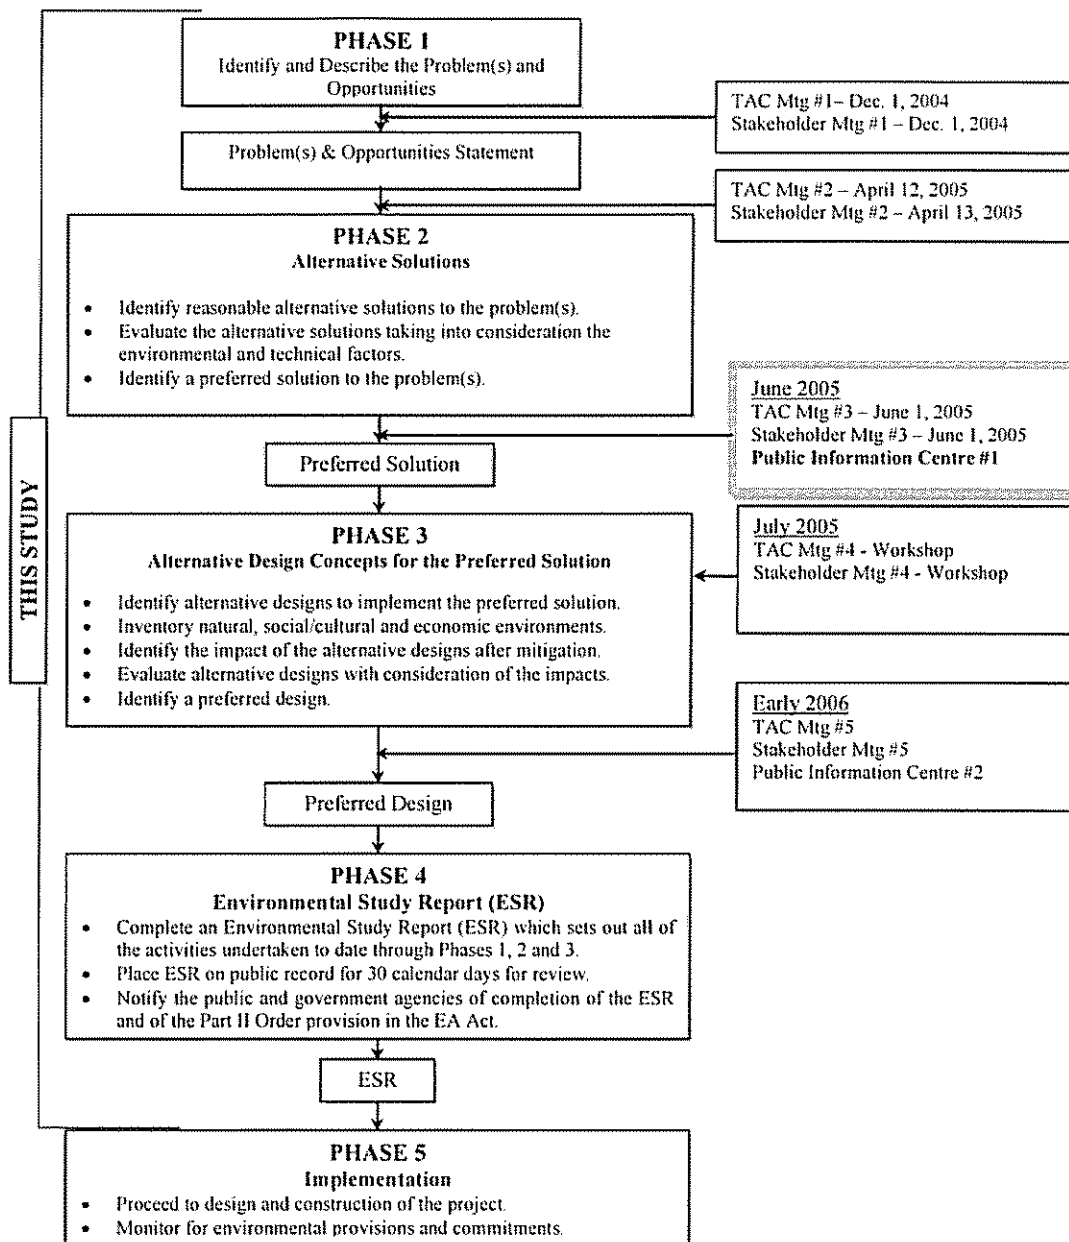 PHASE 1
Identify and Describe the Problem(s) and
Opportunities
TAC Mtg #1– Dec. 1, 2004
Stakeholder Mtg #1 – Dec. 1, 2004
Problem(s) & Opportunities Statement
TAC Mtg #2 – April 12, 2005
Stakeholder Mtg #2 – April 13, 2005
PHASE 2
Alternative Solutions
• Identify reasonable alternative solutions to the problem(s).
• Evaluate the alternative solutions taking into consideration the
environmental and technical factors.
• Identify a preferred solution to the problem(s).
June 2005
TAC Mtg #3 – June 1, 2005
Stakeholder Mtg #3 – June 1, 2005
Public Information Centre #1
Preferred Solution
THIS STUDY
PHASE 3
Alternative Design Concepts for the Preferred Solution
• Identify alternative designs to implement the preferred solution.
• Inventory natural, social/cultural and economic environments.
• Identify the impact of the alternative designs after mitigation.
• Evaluate alternative designs with consideration of the impacts.
• Identify a preferred design.
July 2005
TAC Mtg #4 - Workshop
Stakeholder Mtg #4 - Workshop
Early 2006
TAC Mtg #5
Stakeholder Mtg #5
Public Information Centre #2
Preferred Design
PHASE 4
Environmental Study Report (ESR)
• Complete an Environmental Study Report (ESR) which sets out all of
the activities undertaken to date through Phases 1, 2 and 3.
• Place ESR on public record for 30 calendar days for review.
• Notify the public and government agencies of completion of the ESR
and of the Part II Order provision in the EA Act.
ESR
PHASE 5
Implementation
• Proceed to design and construction of the project.
• Monitor for environmental provisions and commitments.